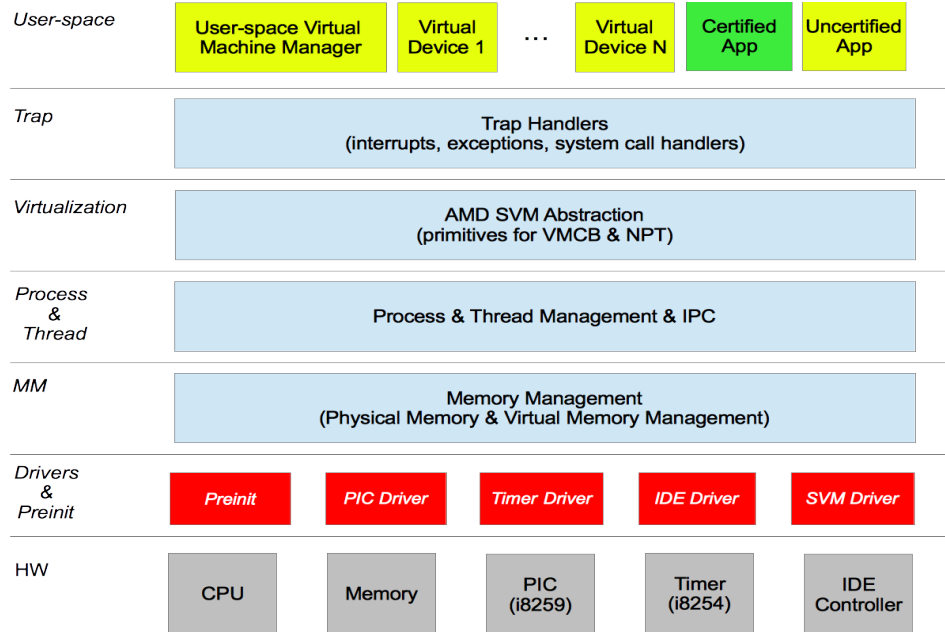 User-space
User-space Virtual
Machine Manager
Virtual
Device 1
...
Virtual
Device N
Certified
App
Uncertified
App
Trap
Trap Handlers
(interrupts, exceptions, system call handlers)
Virtualization
AMD SVM Abstraction
(primitives for VMCB & NPT)
Process
&
Thread
Process & Thread Management & IPC
MM
Memory Management
(Physical Memory & Virtual Memory Management)
Drivers
&
Preinit
Preinit
PIC Driver
Timer Driver
IDE Driver
SVM Driver
HW
CPU
Memory
PIC
(i8259)
Timer
(i8254)
IDE
Controller